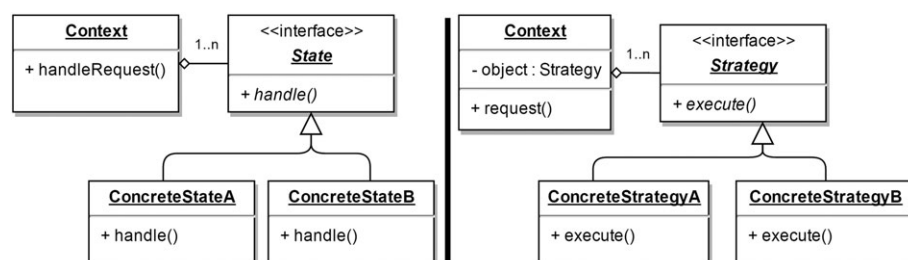 Context
+ handleRequest()
1..n
<<interface>>
State
+ handle()
ConcreteStateA
+ handle()
ConcreteStateB
+ handle()
Context
- object : Strategy
+ request()
1..n
<<interface>>
Strategy
+ execute()
ConcreteStrategyA
+ execute()
ConcreteStrategyB
+ execute()